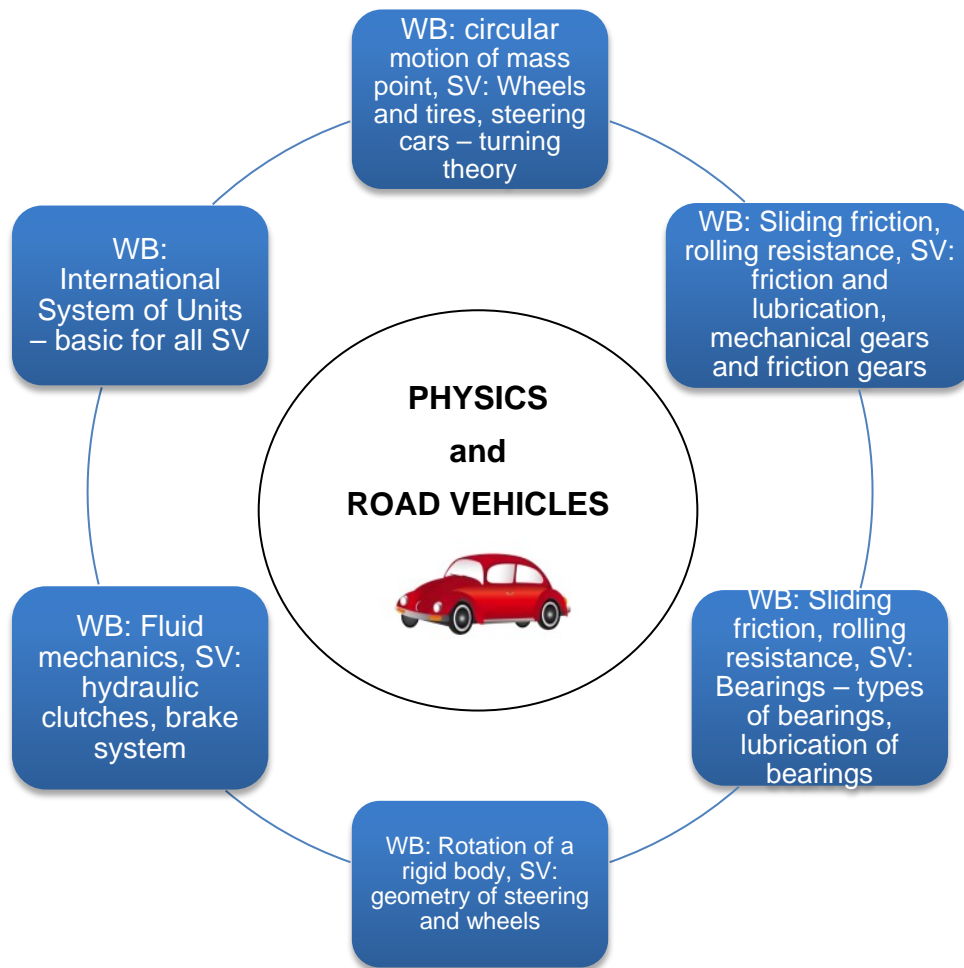 WB: circular
motion of mass
point, SV: Wheels
and tires, steering
cars – turning
theory
WB: Sliding friction,
rolling resistance, SV:
friction and
lubrication,
mechanical gears
and friction gears
WB: Sliding
friction, rolling
resistance, SV:
Bearings – types
of bearings,
lubrication of
bearings
WB: Rotation of a
rigid body, SV:
geometry of steering
and wheels
WB: Fluid
mechanics, SV:
hydraulic
clutches, brake
system
WB:
International
System of Units
– basic for all SV
PHYSICS
and
ROAD VEHICLES